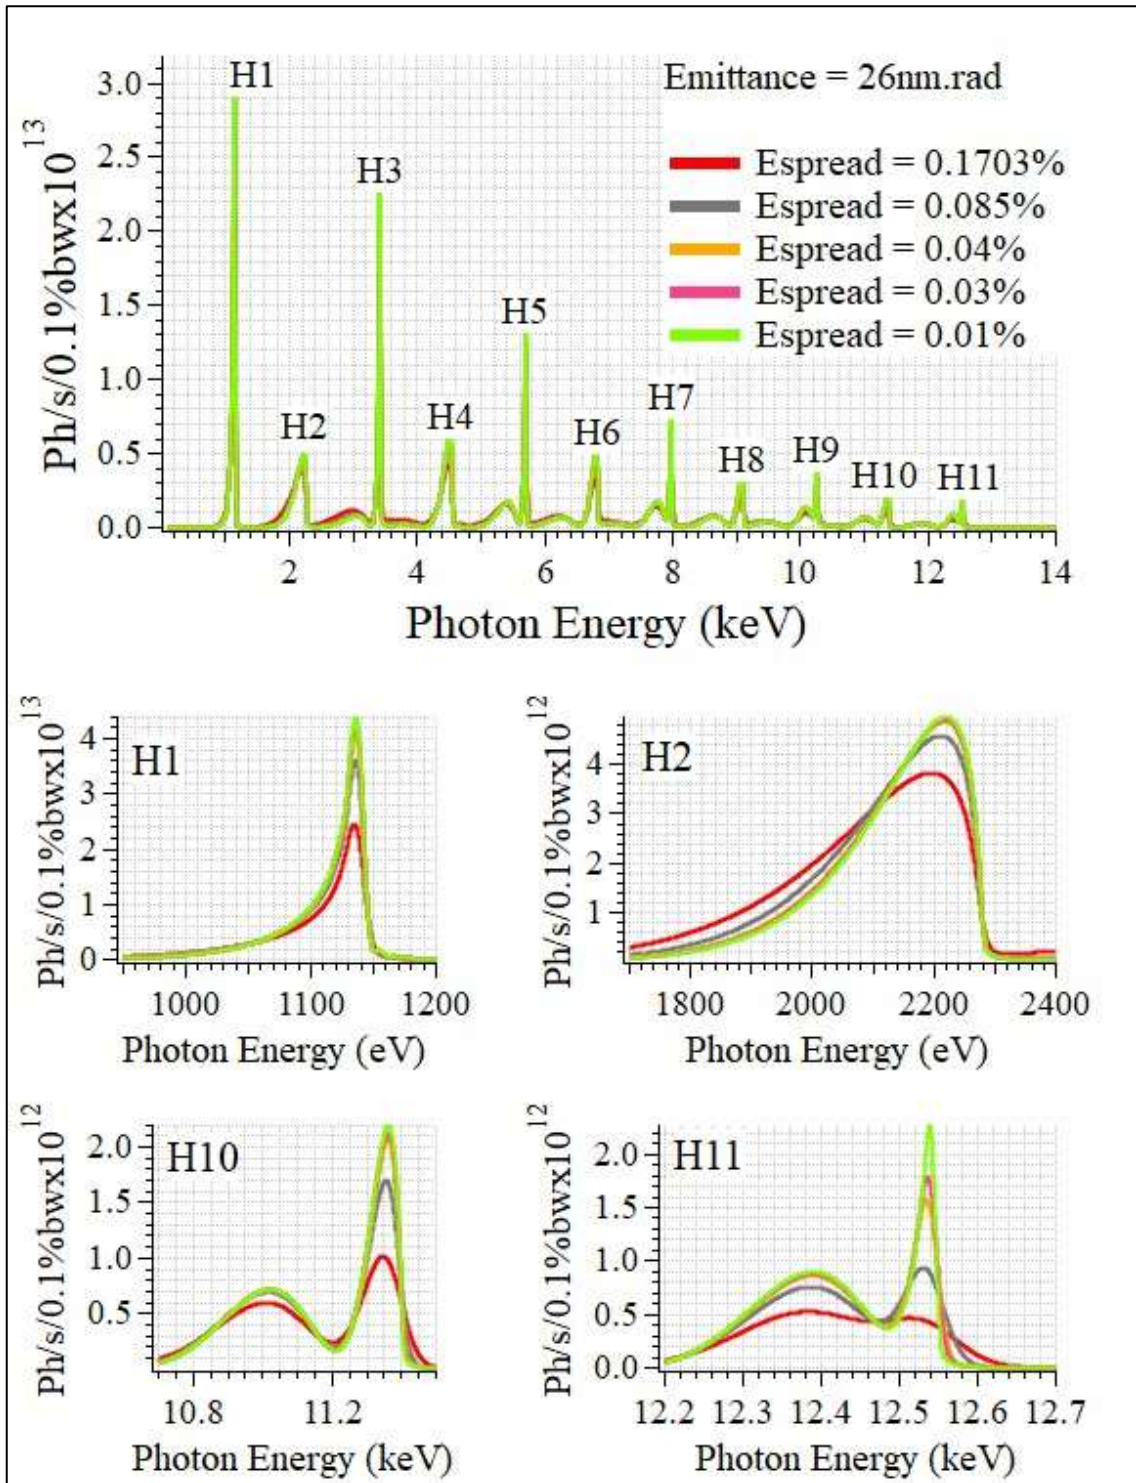 Emittance = 26nm.rad
Espread = 0.1703%
Espread = 0.085%
Espread = 0.04%
Espread = 0.03%
Espread = 0.01%
H1
H2
H3
H4
H5
H6
H7
H8
H9
H10
H11
Ph/s/0.1%bwx10^13
3.0
2.5
2.0
1.5
1.0
0.5
0.0
2 4 6 8 10 12 14
Photon Energy (keV)
H1
Ph/s/0.1%bwx10^13
4
3
2
1
0
1000 1100 1200
Photon Energy (eV)
H2
Ph/s/0.1%bwx10^12
4
3
2
1
1800 2000 2200 2400
Photon Energy (eV)
H10
Ph/s/0.1%bwx10^12
2.0
1.5
1.0
0.5
10.8 11.2
Photon Energy (keV)
H11
Ph/s/0.1%bwx10^12
2.0
1.5
1.0
0.5
0.0
12.2 12.3 12.4 12.5 12.6 12.7
Photon Energy (keV)